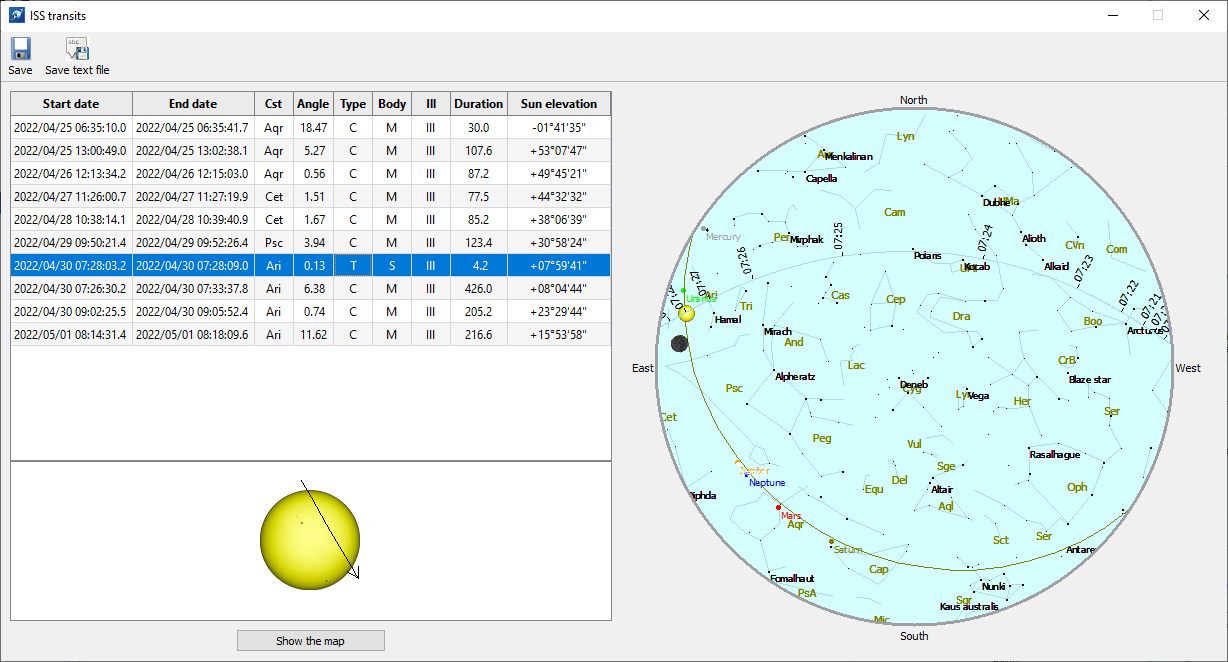 ISS transits
Save Save text file
Start date End date Cst Angle Type Body Ill Duration Sun elevation
2022/04/25 06:35:10.0 2022/04/25 06:35:41.7 Aqr 18.47 C M III 30.0 -01°41'35"
2022/04/25 13:00:49.0 2022/04/25 13:02:38.1 Aqr 5.27 C M III 107.6 +53°07'47"
2022/04/26 12:13:34.2 2022/04/26 12:15:03.0 Aqr 0.56 C M III 87.2 +49°45'21"
2022/04/27 11:26:00.7 2022/04/27 11:27:19.9 Cet 1.51 C M III 77.5 +44°32'32"
2022/04/28 10:38:14.1 2022/04/28 10:39:40.9 Cet 1.67 C M III 85.2 +38°06'39"
2022/04/29 09:50:21.4 2022/04/29 09:52:26.4 Psc 3.94 C M III 123.4 +30°58'24"
2022/04/30 07:28:03.2 2022/04/30 07:28:09.0 Ari 0.13 T S III 4.2 +07°59'41"
2022/04/30 07:26:30.2 2022/04/30 07:33:37.8 Ari 6.38 C M III 426.0 +08°04'44"
2022/04/30 09:02:25.5 2022/04/30 09:05:52.4 Ari 0.74 C M III 205.2 +23°29'44"
2022/05/01 08:14:31.4 2022/05/01 08:18:09.6 Ari 11.62 C M III 216.6 +15°53'58"
Show the map
North
Lyn
Menkalinan
Capella
Dubhe
Cam
Mercury
Per Mirphak
07:25
07:24
Alioth
CVn
Com
07:26
Polaris
Kocab
Alkaid
07:23
07:27
Uranus
Ari
Tri
Cas
Cep
07:22
07:21
Hamal
Dra
Boo
Mirach
And
Arcturus
East
Lac
CrB
West
Alpheratz
Blaze star
Psc
Deneb
Cyg
Lyr
Vega
Her
Ser
Cet
Peg
Vul
Rasalhague
Jupiter
Neptune
Sge
Del
Equ
Altair
Oph
Diphda
Aql
Mars
Aqr
Saturn
Sct
Ser
Antare
Cap
Fomalhaut
PsA
Nunki
Sgr
Kaus australis
Mic
South